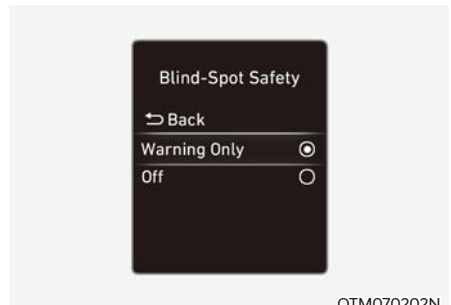 Blind-Spot Safety
Back
Warning Only
Off
OTM070202N